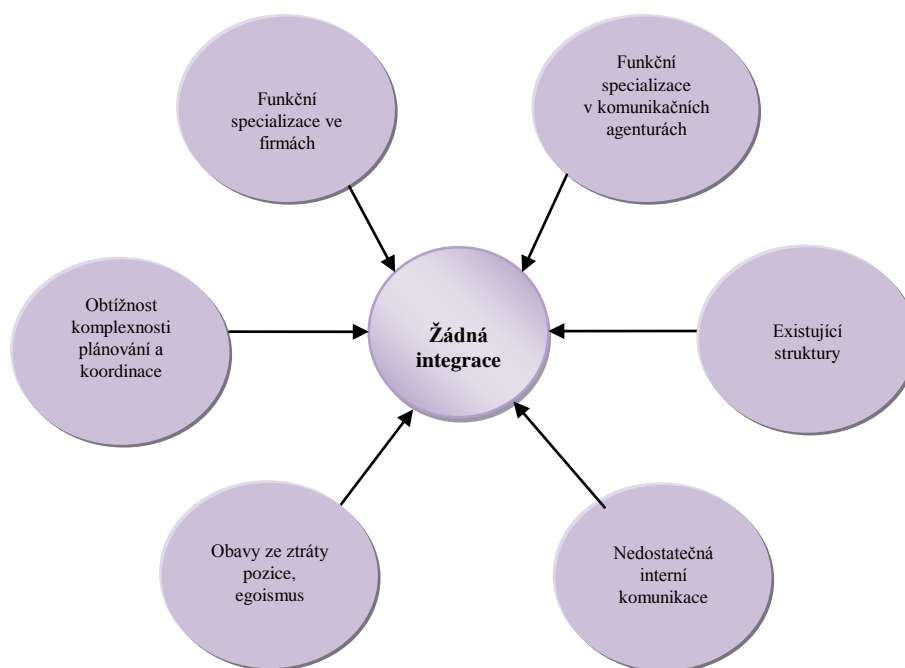 Funkční
specializace ve
firmách
Funkční
specializace
v komunikačních
agenturách
Obtížnost
komplexnosti
plánování a
koordinace
Žádná
integrace
Existující
struktury
Obavy ze ztráty
pozice,
egoismus
Nedostatečná
interní
komunikace